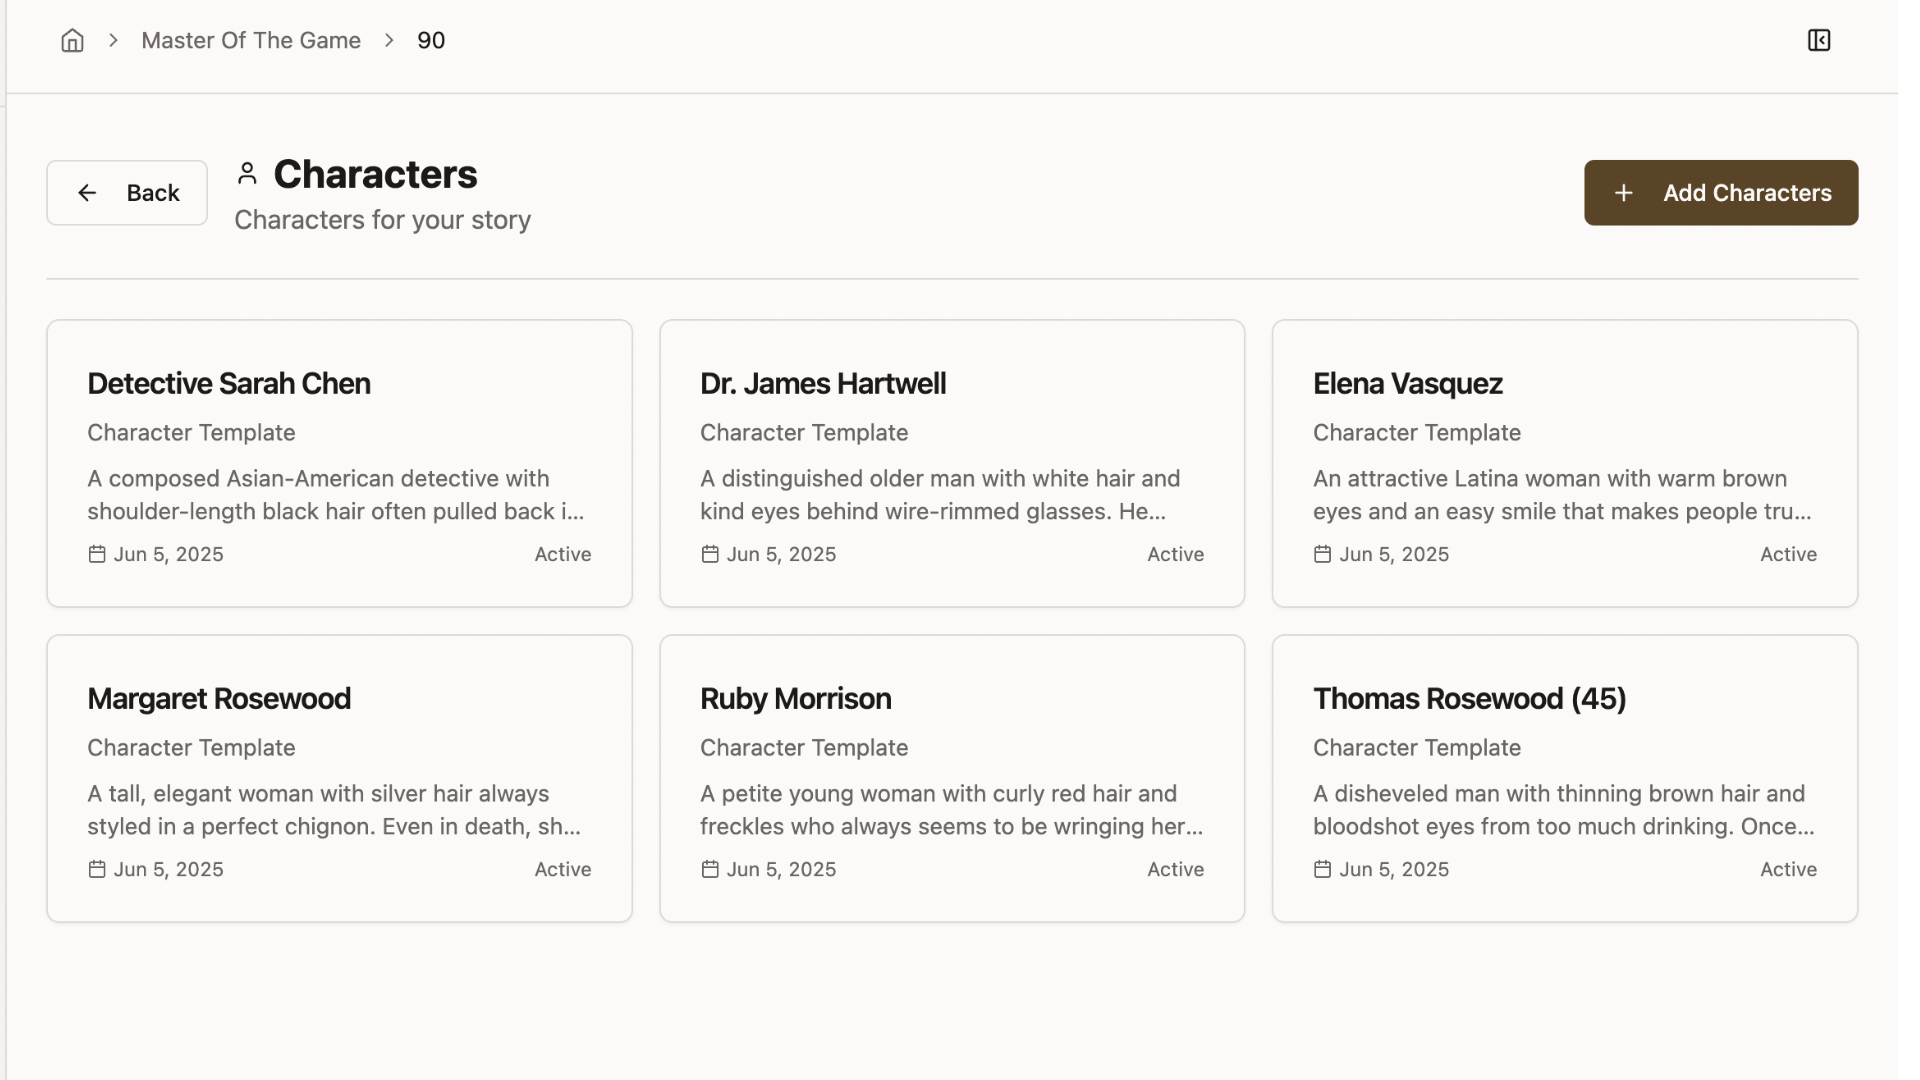 Master Of The Game
90
Back
Characters
Characters for your story
Add Characters
Detective Sarah Chen
Character Template
A composed Asian-American detective with
shoulder-length black hair often pulled back i...
Jun 5, 2025
Active
Dr. James Hartwell
Character Template
A distinguished older man with white hair and
kind eyes behind wire-rimmed glasses. He...
Jun 5, 2025
Active
Elena Vasquez
Character Template
An attractive Latina woman with warm brown
eyes and an easy smile that makes people tru...
Jun 5, 2025
Active
Margaret Rosewood
Character Template
A tall, elegant woman with silver hair always
styled in a perfect chignon. Even in death, sh...
Jun 5, 2025
Active
Ruby Morrison
Character Template
A petite young woman with curly red hair and
freckles who always seems to be wringing her...
Jun 5, 2025
Active
Thomas Rosewood (45)
Character Template
A disheveled man with thinning brown hair and
bloodshot eyes from too much drinking. Once...
Jun 5, 2025
Active